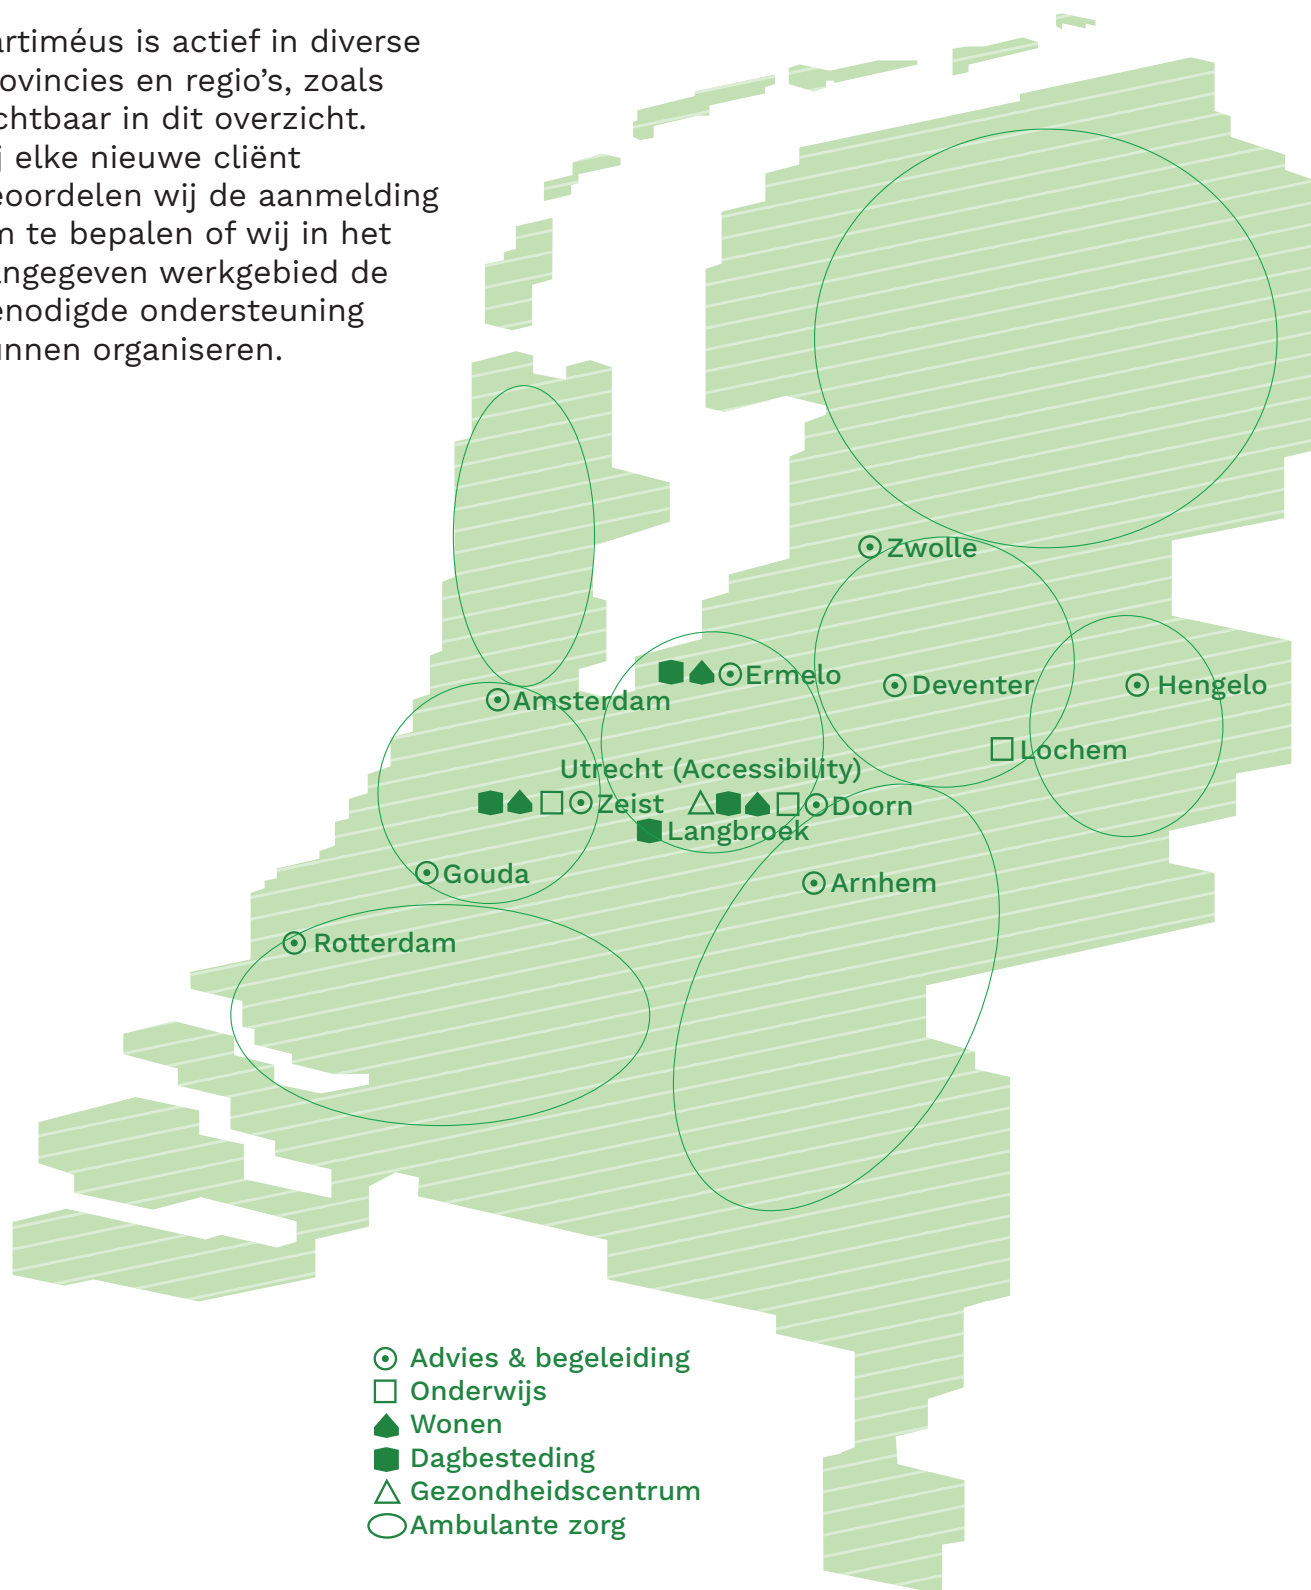 artiméus is actief in diverse
ovincies en regio’s, zoals
chtbaar in dit overzicht.
j elke nieuwe cliënt
eoordelen wij de aanmelding
m te bepalen of wij in het
angegeven werkgebied de
enodigde ondersteuning
unnen organiseren.
Zwolle
Ermelo
Deventer
Hengelo
Amsterdam
Lochem
Utrecht (Accessibility)
Zeist
Doorn
Langbroek
Gouda
Arnhem
Rotterdam
Advies & begeleiding
Onderwijs
Wonen
Dagbesteding
Gezondheidscentrum
Ambulante zorg